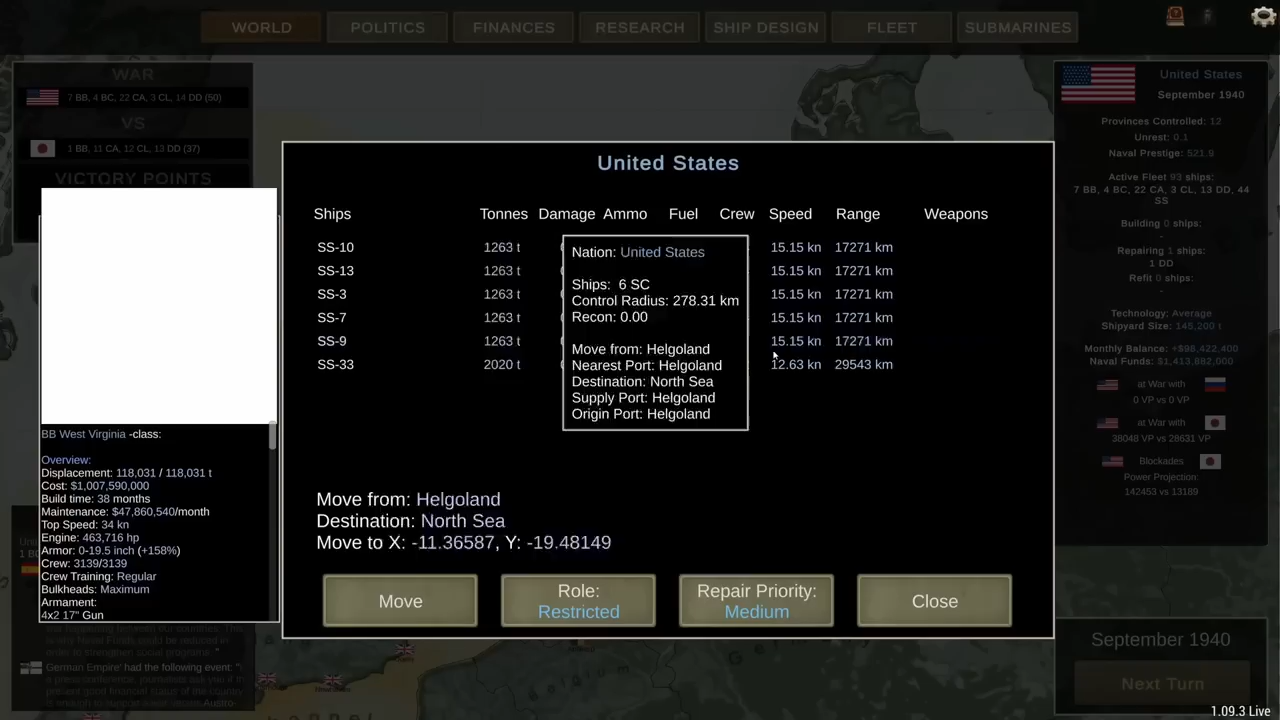 WORLD
POLITICS
FINANCES
RESEARCH
SHIP DESIGN
FLEET
SUBMARINES
WAR
7 BB, 4 BC, 22 CA, 3 CL, 14 DD (50)
VS
1 BB, 11 CA, 12 CL, 13 DD (37)
VICTORY POINTS
BB West Virginia -class:
Overview:
Displacement: 118,031 / 118,031 t
Cost: $1,007,590,000
Build time: 38 months
Maintenance: $47,860,540/month
Top Speed: 34 kn
Engine: 463,716 hp
Armor: 0-19.5 inch (+158%)
Crew: 3139/3139
Crew Training: Regular
Bulkheads: Maximum
Armament:
4x2 17" Gun
German Empire' had the following event: "I
United States
Ships Tonnes Damage Ammo Fuel Crew Speed Range Weapons
SS-10 1263 t 15.15 kn 17271 km
SS-13 1263 t 15.15 kn 17271 km
SS-3 1263 t 15.15 kn 17271 km
SS-7 1263 t 15.15 kn 17271 km
SS-9 1263 t 15.15 kn 17271 km
SS-33 2020 t 12.63 kn 29543 km
Nation: United States
Ships: 6 SC
Control Radius: 278.31 km
Recon: 0.00
Move from: Helgoland
Nearest Port: Helgoland
Destination: North Sea
Supply Port: Helgoland
Origin Port: Helgoland
Move from: Helgoland
Destination: North Sea
Move to X: -11.36587, Y: -19.48149
Move
Role:
Restricted
Repair Priority:
Medium
Close
United States
September 1940
Provinces Controlled: 12
Unrest: 0.1
Naval Prestige: 521.9
Active Fleet 93 ships:
7 BB, 4 BC, 22 CA, 3 CL, 13 DD, 44
SS
Building 0 ships:
-
Repairing 1 ships:
1 DD
Refit 0 ships:
-
Technology: Average
Shipyard Size: 146,200 t
Monthly Balance: +$98,422,400
Naval Funds: $1,413,882,000
at War with
0 VP vs 0 VP
at War with
38048 VP vs 28631 VP
Blockades
Power Projection:
142453 vs 13189
September 1940
Next Turn
1.09.3 Live